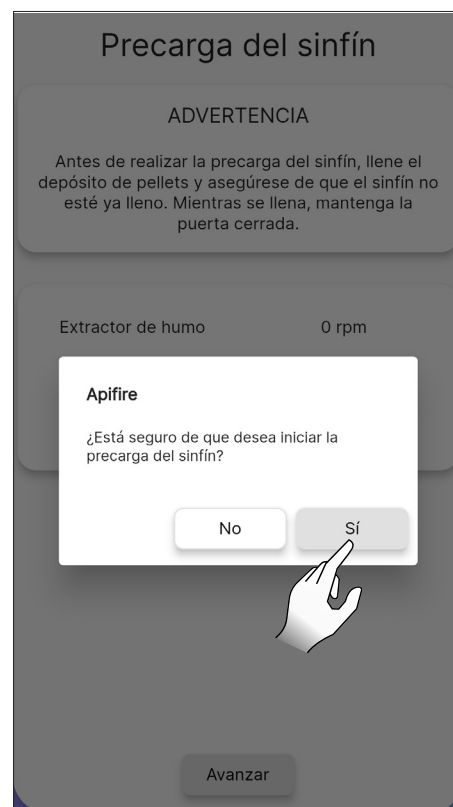 Precarga del sinfín
ADVERTENCIA
Antes de realizar la precarga del sinfín, llene el
depósito de pellets y asegúrese de que el sinfín no
esté ya lleno. Mientras se llena, mantenga la
puerta cerrada.
Extractor de humo 0 rpm
Apifire
¿Está seguro de que desea iniciar la
precarga del sinfín?
No Sí
Avanzar